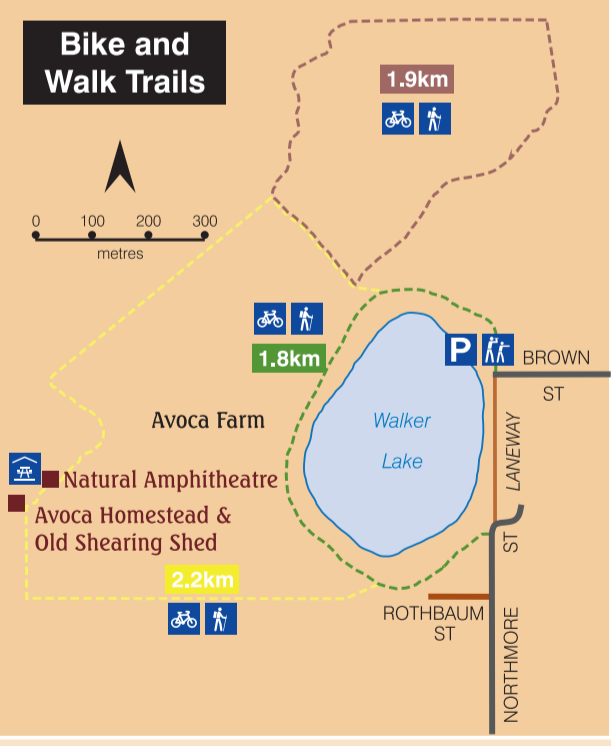 Bike and
Walk Trails
1.9km
0 100 200 300
metres
1.8km
P
BROWN
ST
Avoca Farm
Walker
Lake
LANEWAY
Natural Amphitheatre
Avoca Homestead &
Old Shearing Shed
ST
2.2km
ROTHBAUM
ST
NORTHMORE